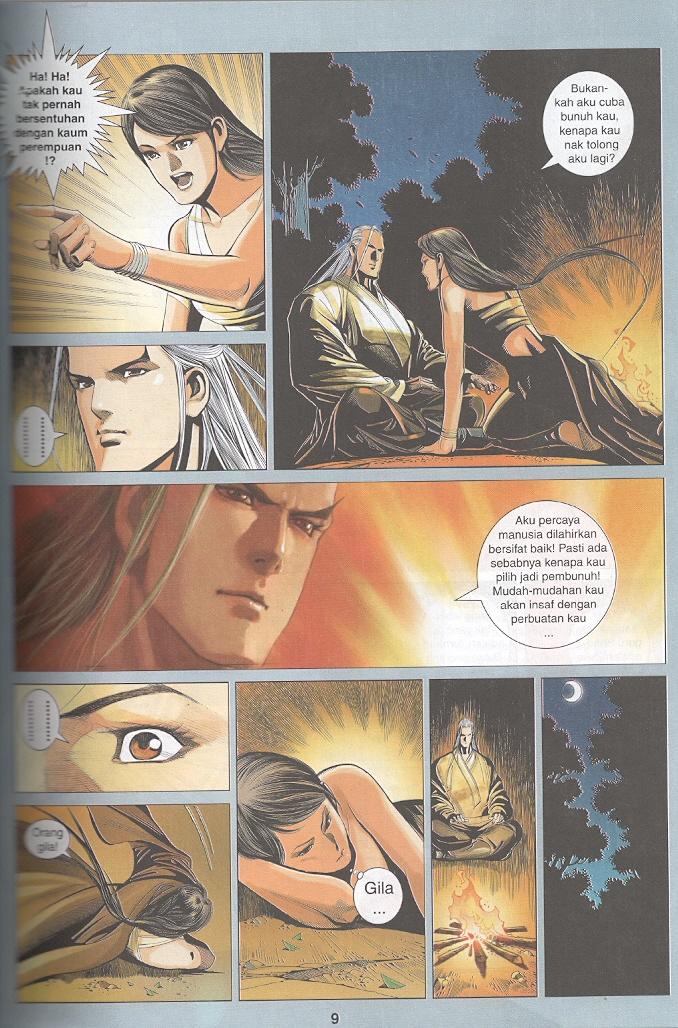 Ha! Ha!
Apakah kau
tak pernah
bersentuhan
dengan kaum
perempuan
!?
Bukan-
kah aku cuba
bunuh kau,
kenapa kau
nak tolong
aku lagi?
Aku percaya
manusia dilahirkan
bersifat baik! Pasti ada
sebabnya kenapa kau
pilih jadi pembunuh!
Mudah-mudahan kau
akan insaf dengan
perbuatan kau
...
Orang
gila!
Gila
...
9